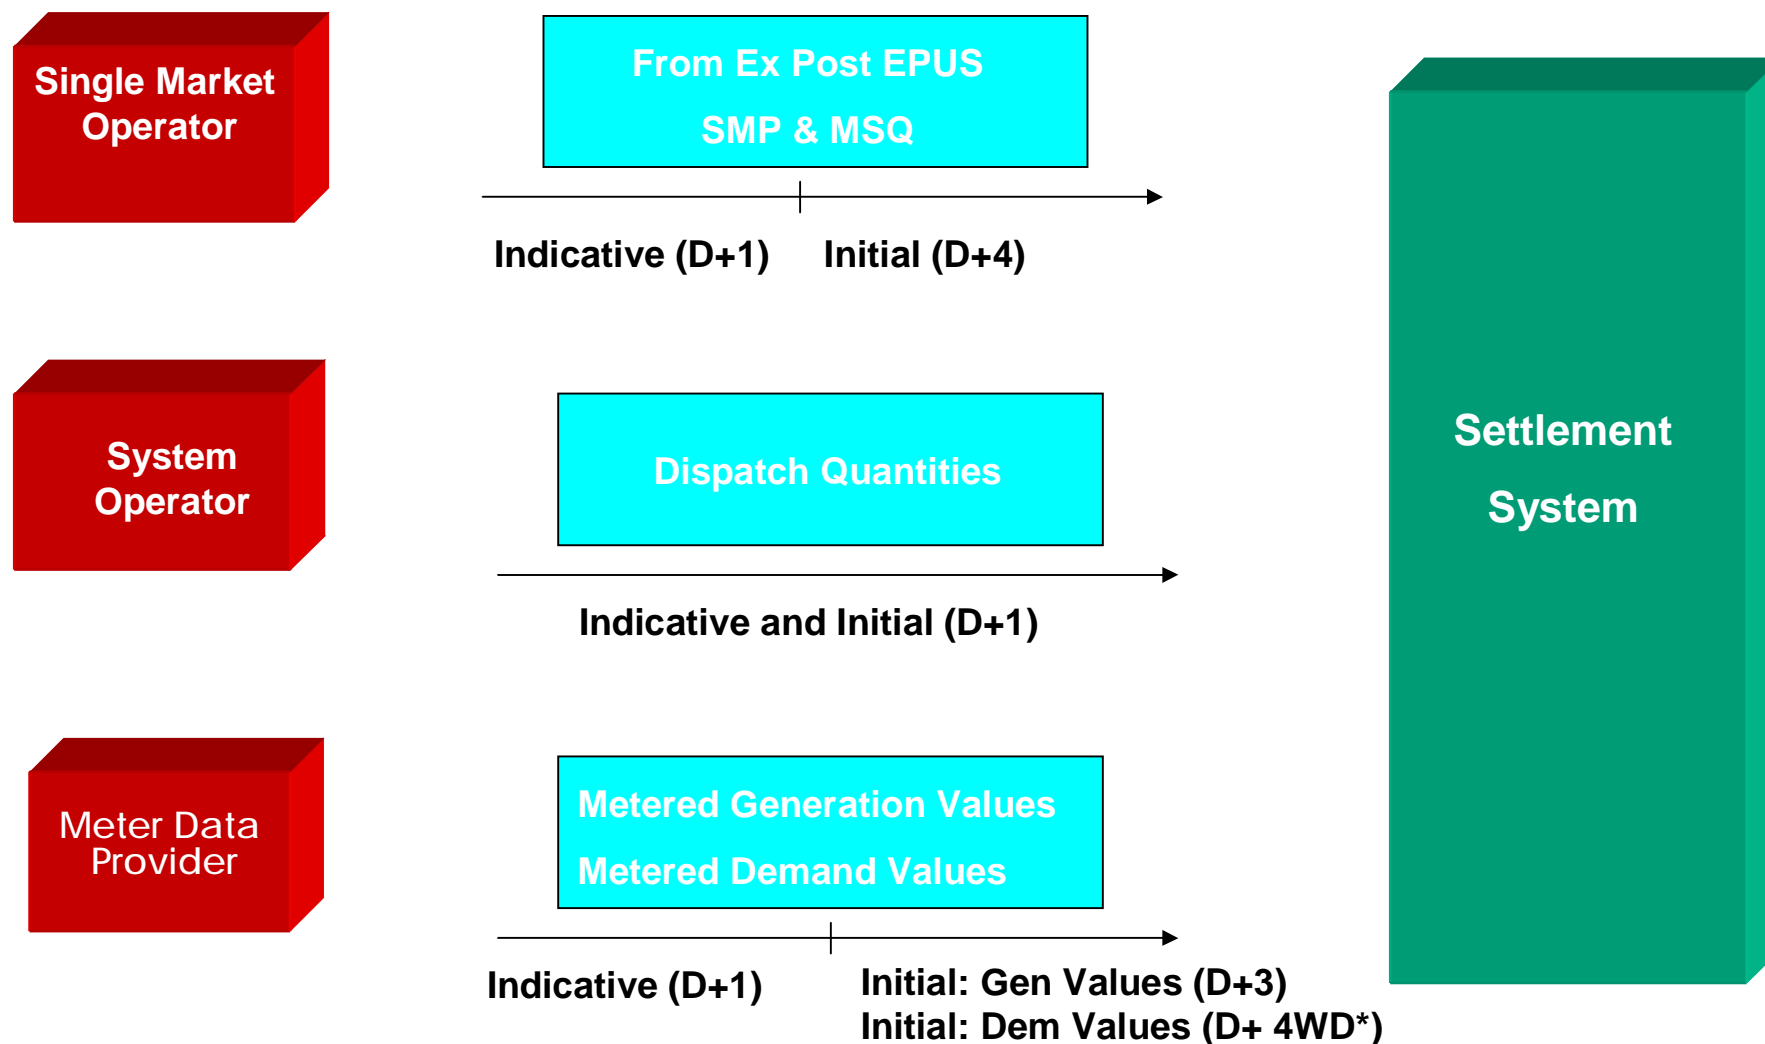 Single Market
Operator
From Ex Post EPUS
SMP & MSQ
Indicative (D+1)
Initial (D+4)
System
Operator
Dispatch Quantities
Indicative and Initial (D+1)
Settlement
System
Meter Data
Provider
Metered Generation Values
Metered Demand Values
Indicative (D+1)
Initial: Gen Values (D+3)
Initial: Dem Values (D+ 4WD*)